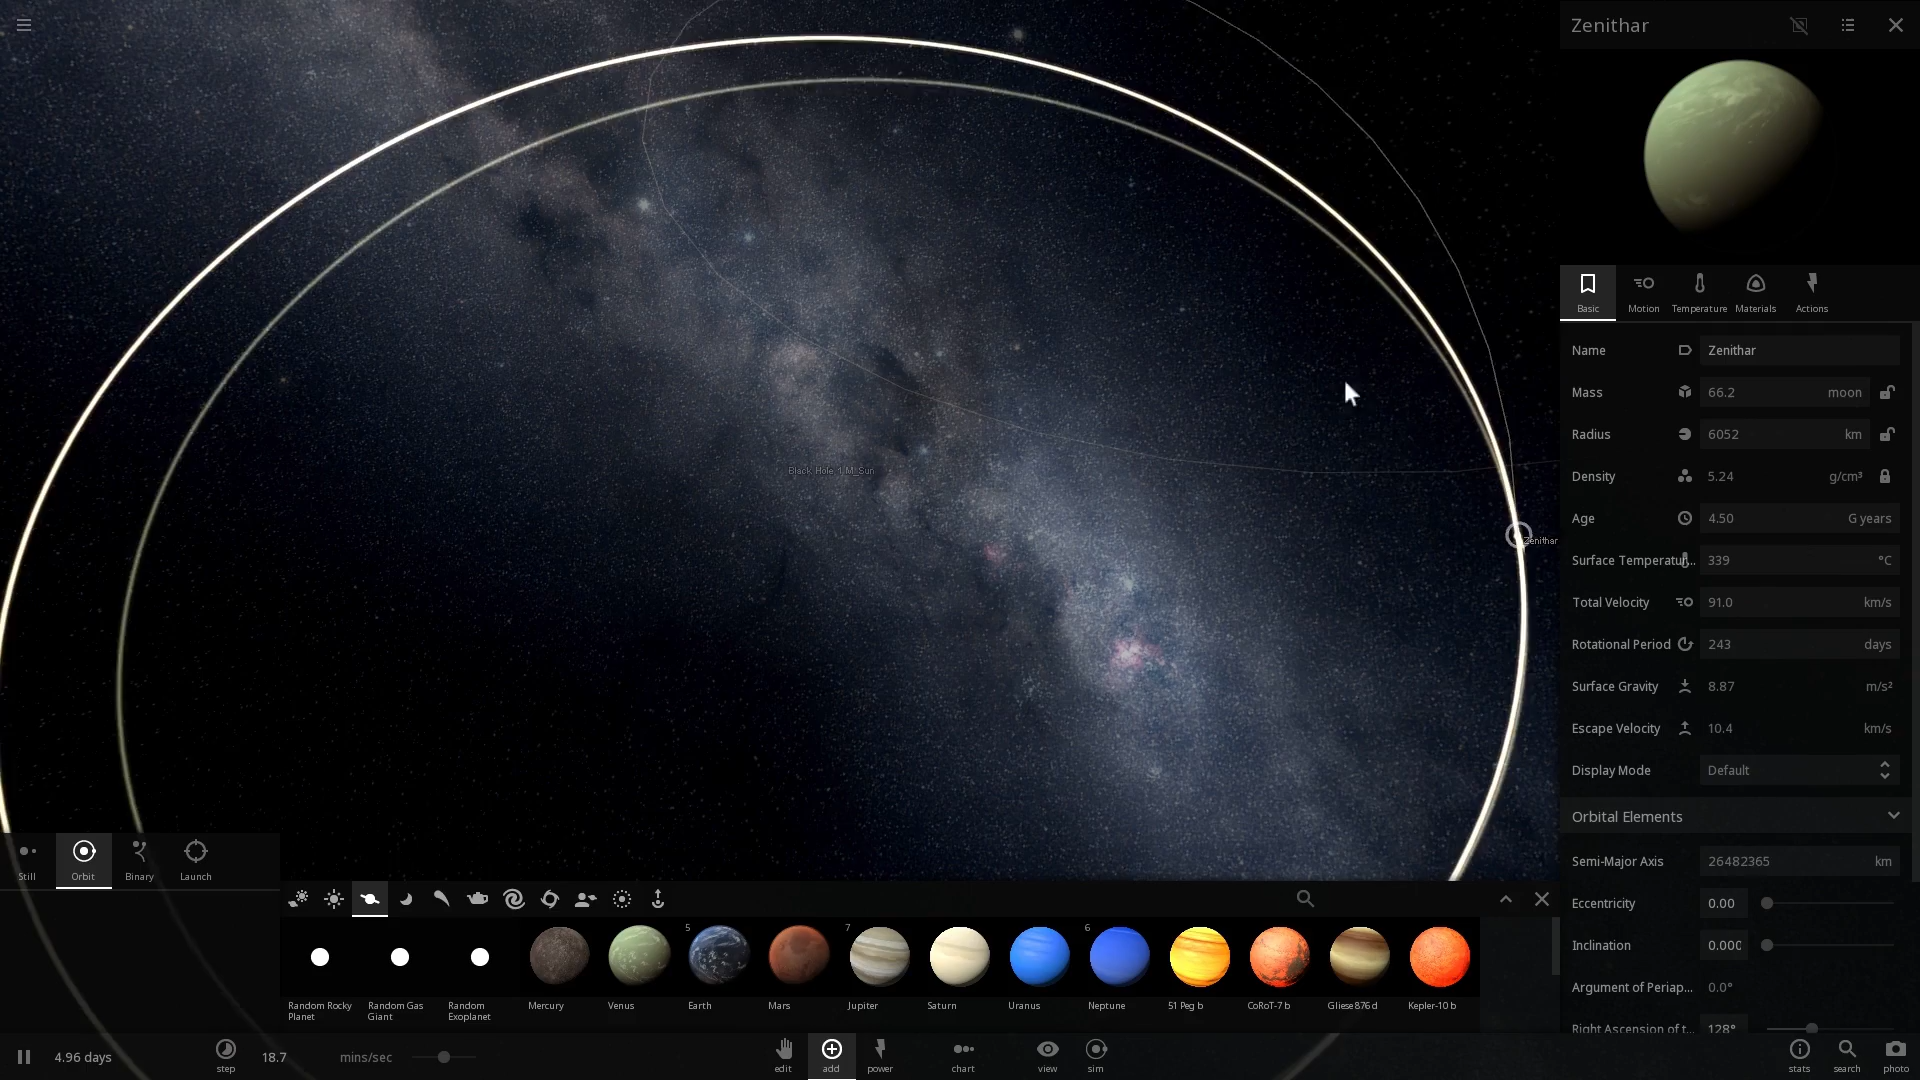 Zenithar
Basic
Motion
Temperature
Materials
Actions
Name
Zenithar
Mass
66.2
moon
Radius
6052
km
Density
5.24
g/cm³
Age
4.50
G years
Surface Temperatur...
339
°C
Total Velocity
91.0
km/s
Rotational Period
243
days
Surface Gravity
8.87
m/s²
Escape Velocity
10.4
km/s
Display Mode
Default
Orbital Elements
Semi-Major Axis
26482365
km
Eccentricity
0.00
Inclination
0.000
Argument of Periap...
0.0°
Right Ascension of t...
128°
Black Hole 1 M_Sun
Zenithar
Still
Orbit
Binary
Launch
5
7
6
Random Rocky
Planet
Random Gas
Giant
Random
Exoplanet
Mercury
Venus
Earth
Mars
Jupiter
Saturn
Uranus
Neptune
51 Peg b
CoRoT-7 b
Gliese 876 d
Kepler-10 b
4.96 days
step
18.7
mins/sec
edit
add
power
chart
view
sim
stats
search
photo